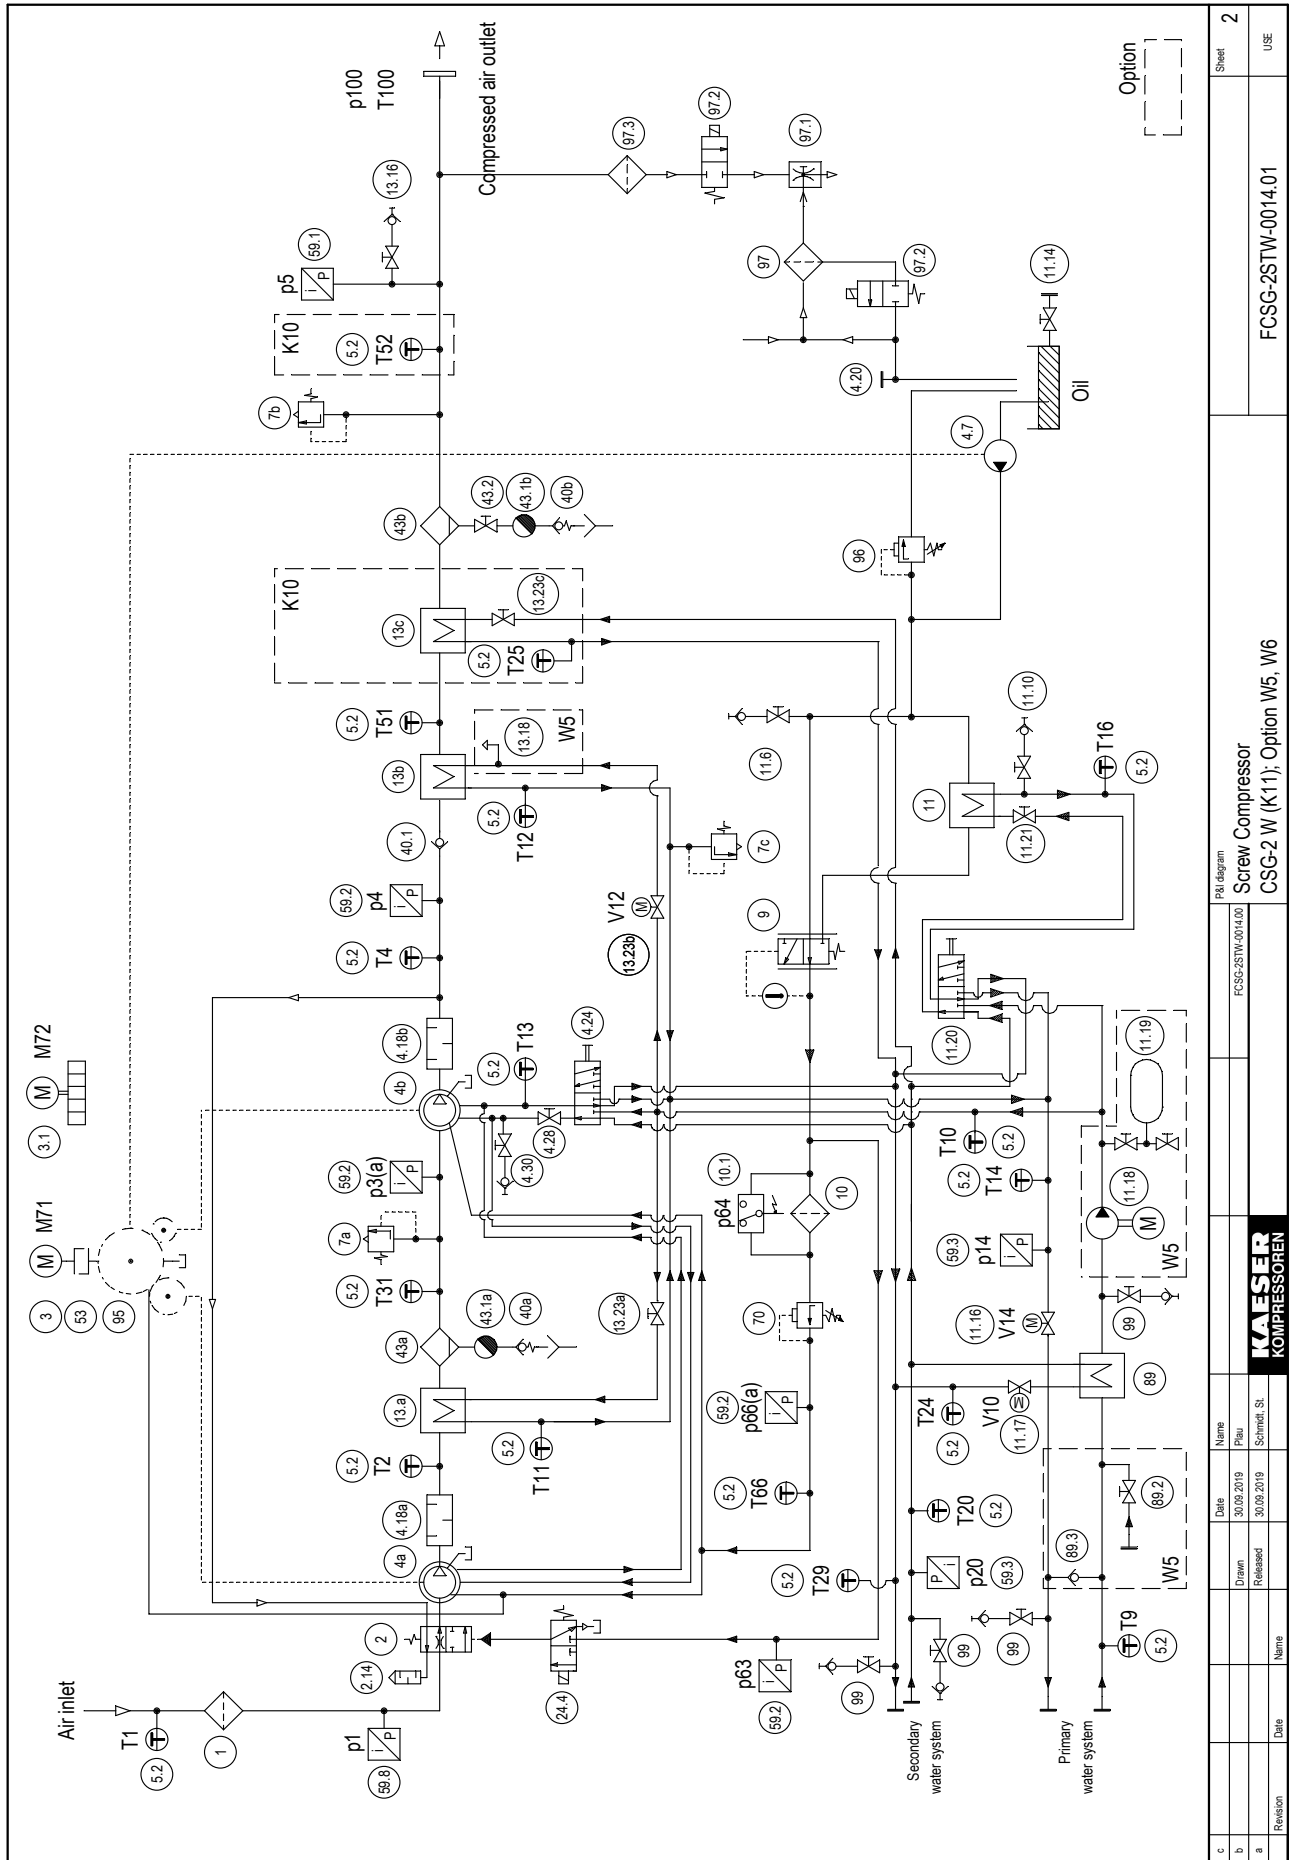 Air inlet
T1
5.2
1
p1
59.8
2.14
2
24.4
4a
4.18a
T2
5.2
13.a
T11
5.2
43a
43.1a
40a
T31
5.2
7a
p3(a)
59.2
3
53
95
M
M71
3.1
M
M72
4b
4.18b
T13
5.2
4.24
4.28
4.30
T4
5.2
p4
59.2
40.1
13b
T12
5.2
13.18
W5
T51
5.2
K10
13c
13.23c
T25
5.2
43b
43.2
43.1b
40b
7b
K10
T52
5.2
p5
59.1
13.16
p100
T100
Compressed air outlet
97.3
97.2
97.1
97
97.2
4.20
11.14
Oil
4.7
96
11.6
11
11.10
T16
5.2
11.21
9
7c
V12
M
13.23b
13.23a
11.20
11.19
11.18
M
W5
T10
5.2
T14
5.2
p14
59.3
V14
M
11.16
99
89
10.1
p64
10
70
p66(a)
59.2
T66
5.2
T24
5.2
V10
11.17
T20
5.2
p20
59.3
T29
5.2
p63
59.2
99
99
99
89.3
89.2
W5
T9
5.2
Secondary
water system
Primary
water system
Option
c
b
a
Revision
Date
Name
Date
Name
Drawn
30.09.2019
Plau
Released
30.09.2019
Schmidt, St.
KAESER
KOMPRESSOREN
FCSG-2STW-0014.00
P&I diagram
Screw Compressor
CSG-2 W (K11); Option W5, W6
FCSG-2STW-0014.01
Sheet
2
USE